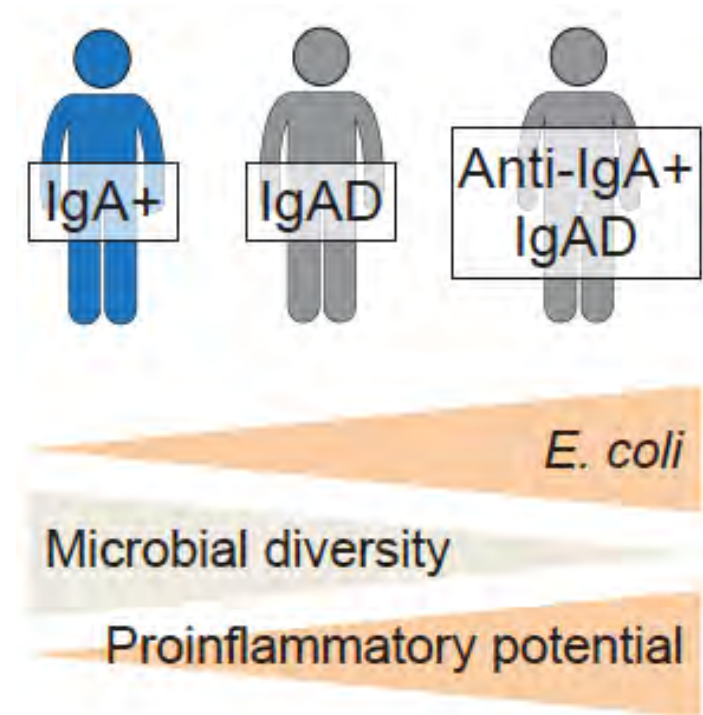 IgA+
IgAD
Anti-IgA+
IgAD
E. coli
Microbial diversity
Proinflammatory potential